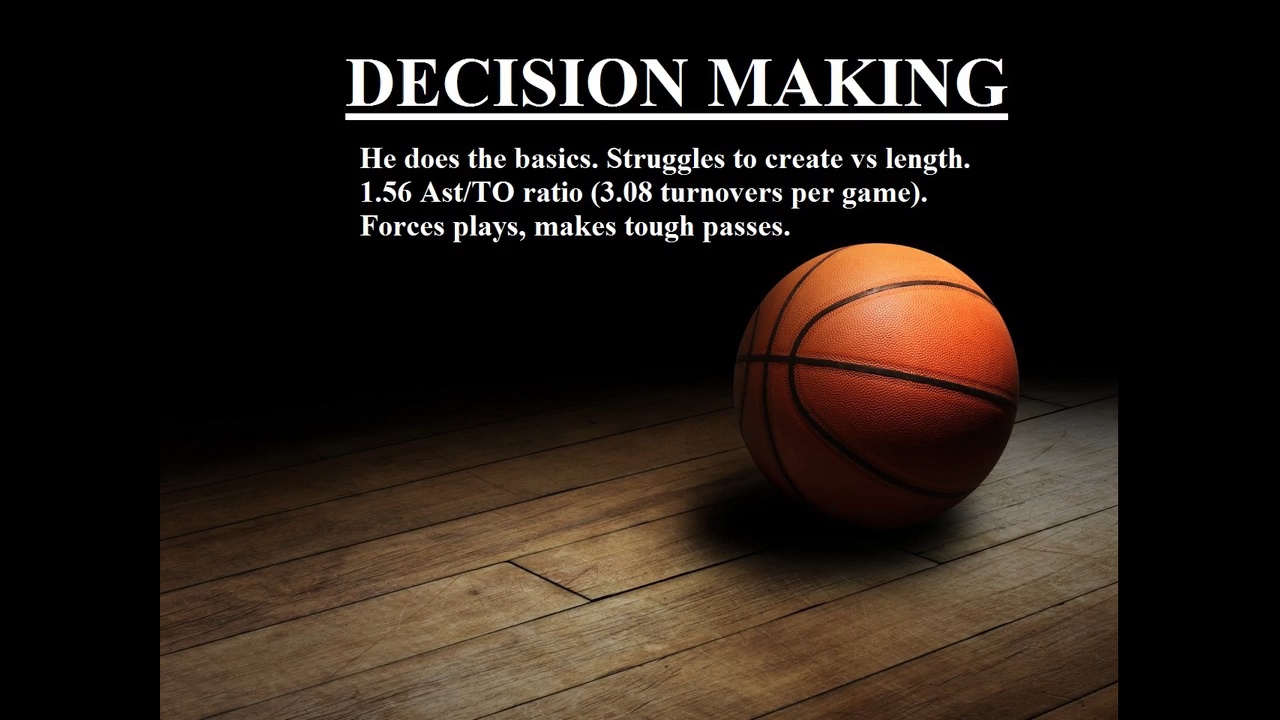 DECISION MAKING
He does the basics. Struggles to create vs length.
1.56 Ast/TO ratio (3.08 turnovers per game).
Forces plays, makes tough passes.